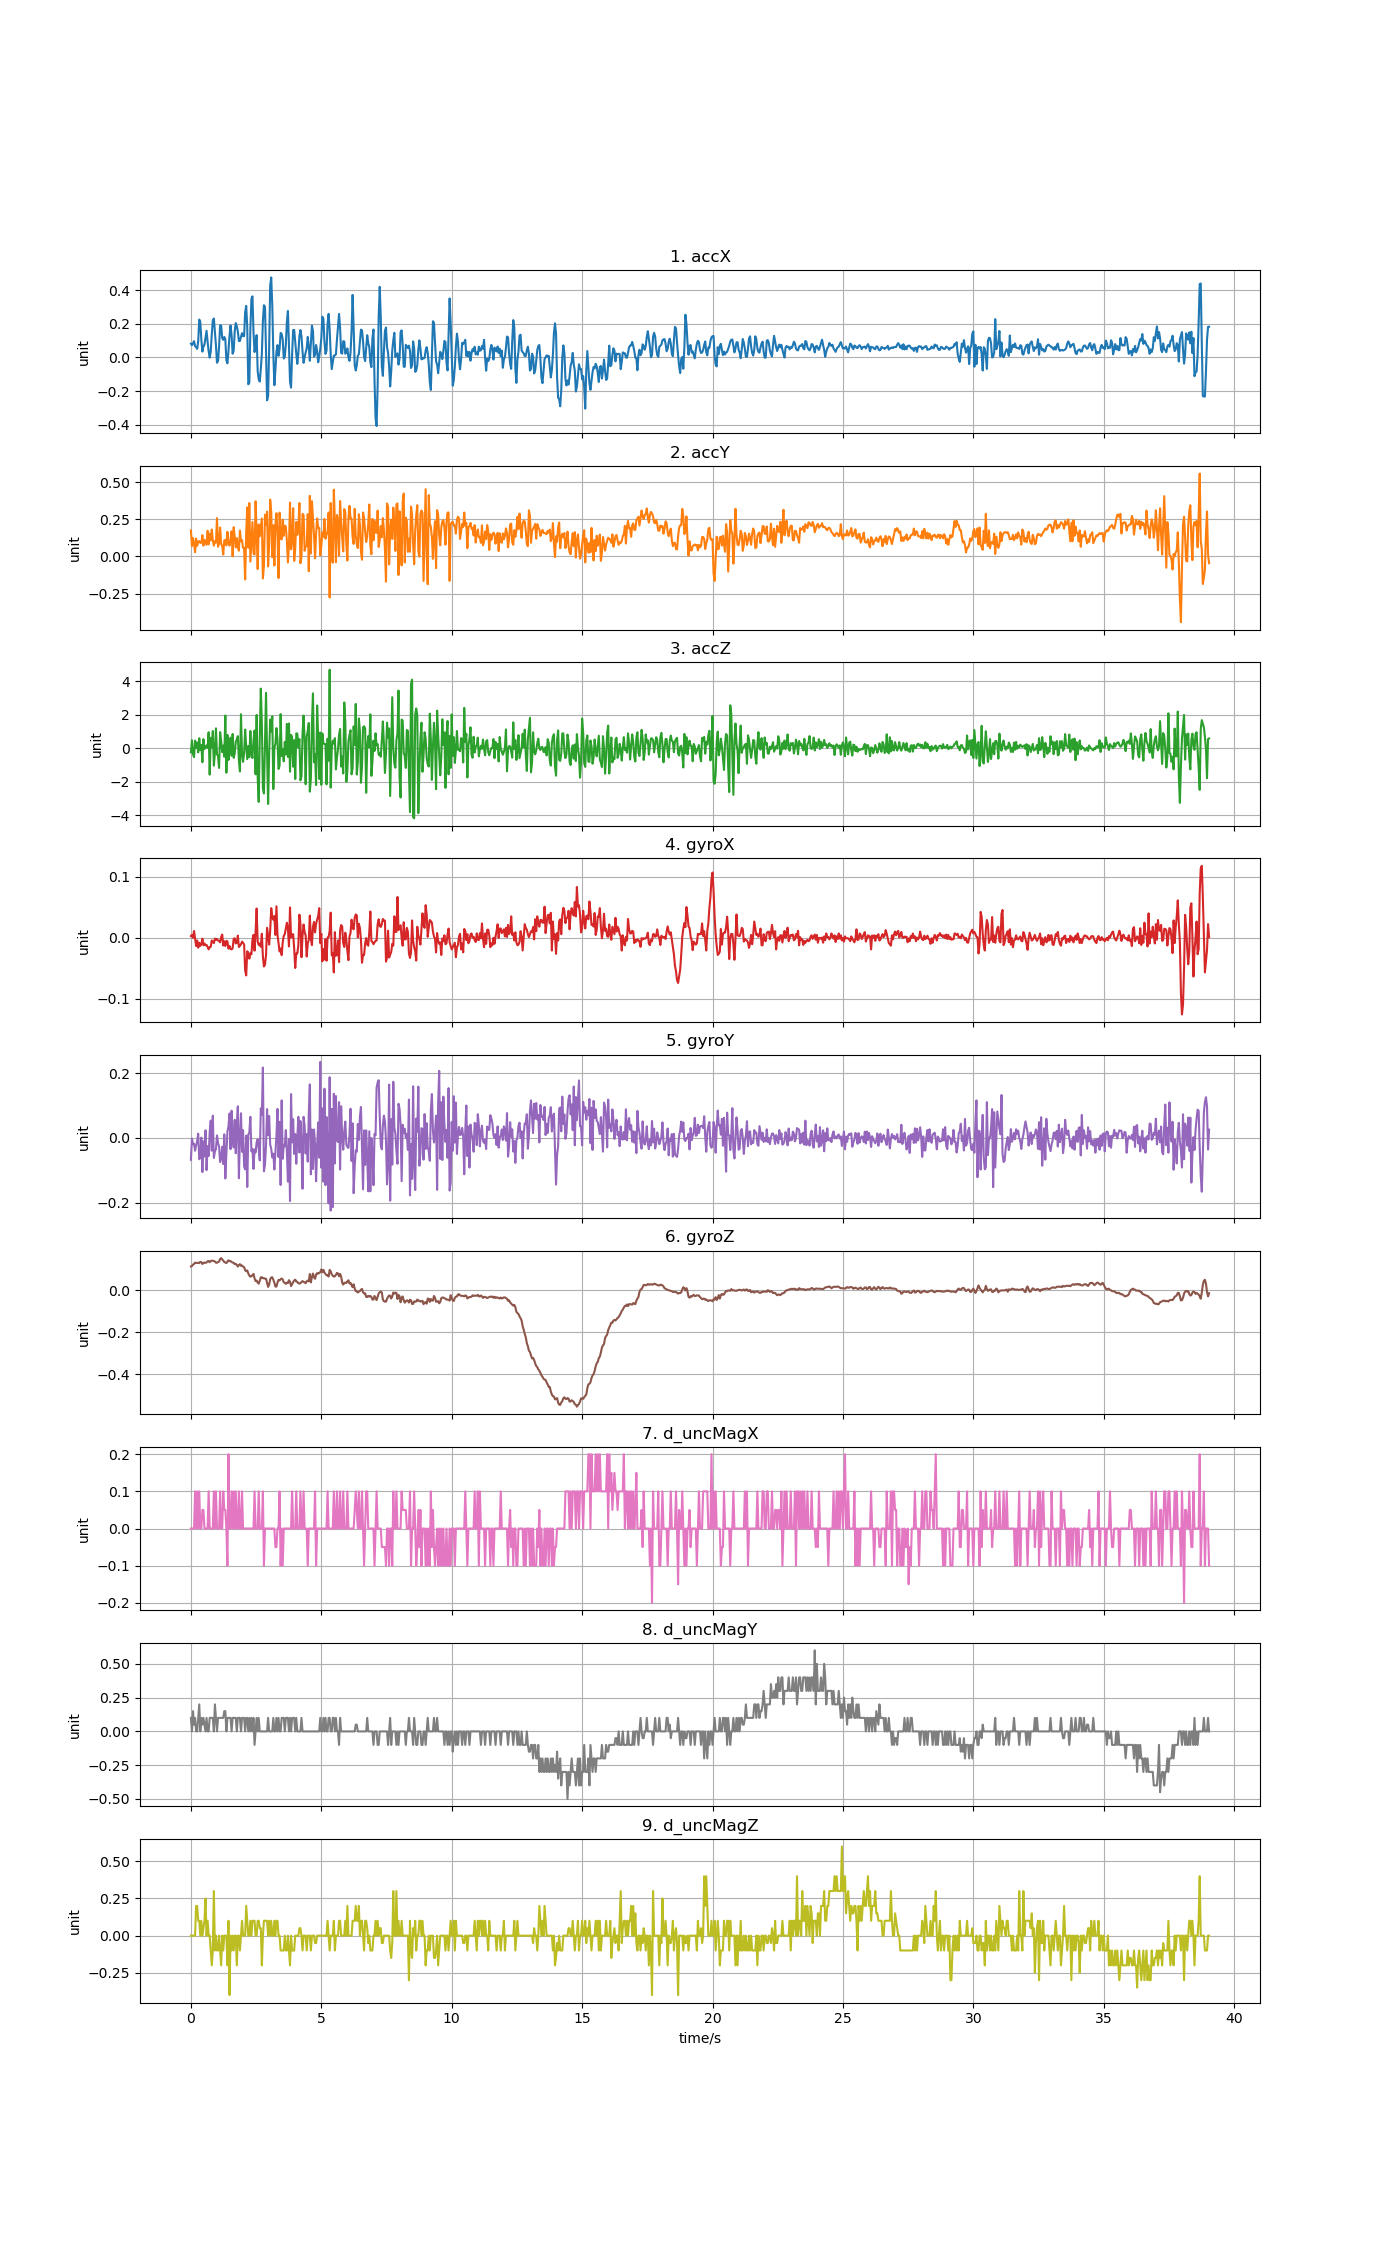 1. accX
0.4
0.2
0.0
−0.2
−0.4
unit
2. accY
0.50
0.25
0.00
−0.25
unit
3. accZ
4
2
0
−2
−4
unit
4. gyroX
0.1
0.0
−0.1
unit
5. gyroY
0.2
0.0
−0.2
unit
6. gyroZ
0.0
−0.2
−0.4
unit
7. d_uncMagX
0.2
0.1
0.0
−0.1
−0.2
unit
8. d_uncMagY
0.50
0.25
0.00
−0.25
−0.50
unit
9. d_uncMagZ
0.50
0.25
0.00
−0.25
unit
0 5 10 15 20 25 30 35 40
time/s